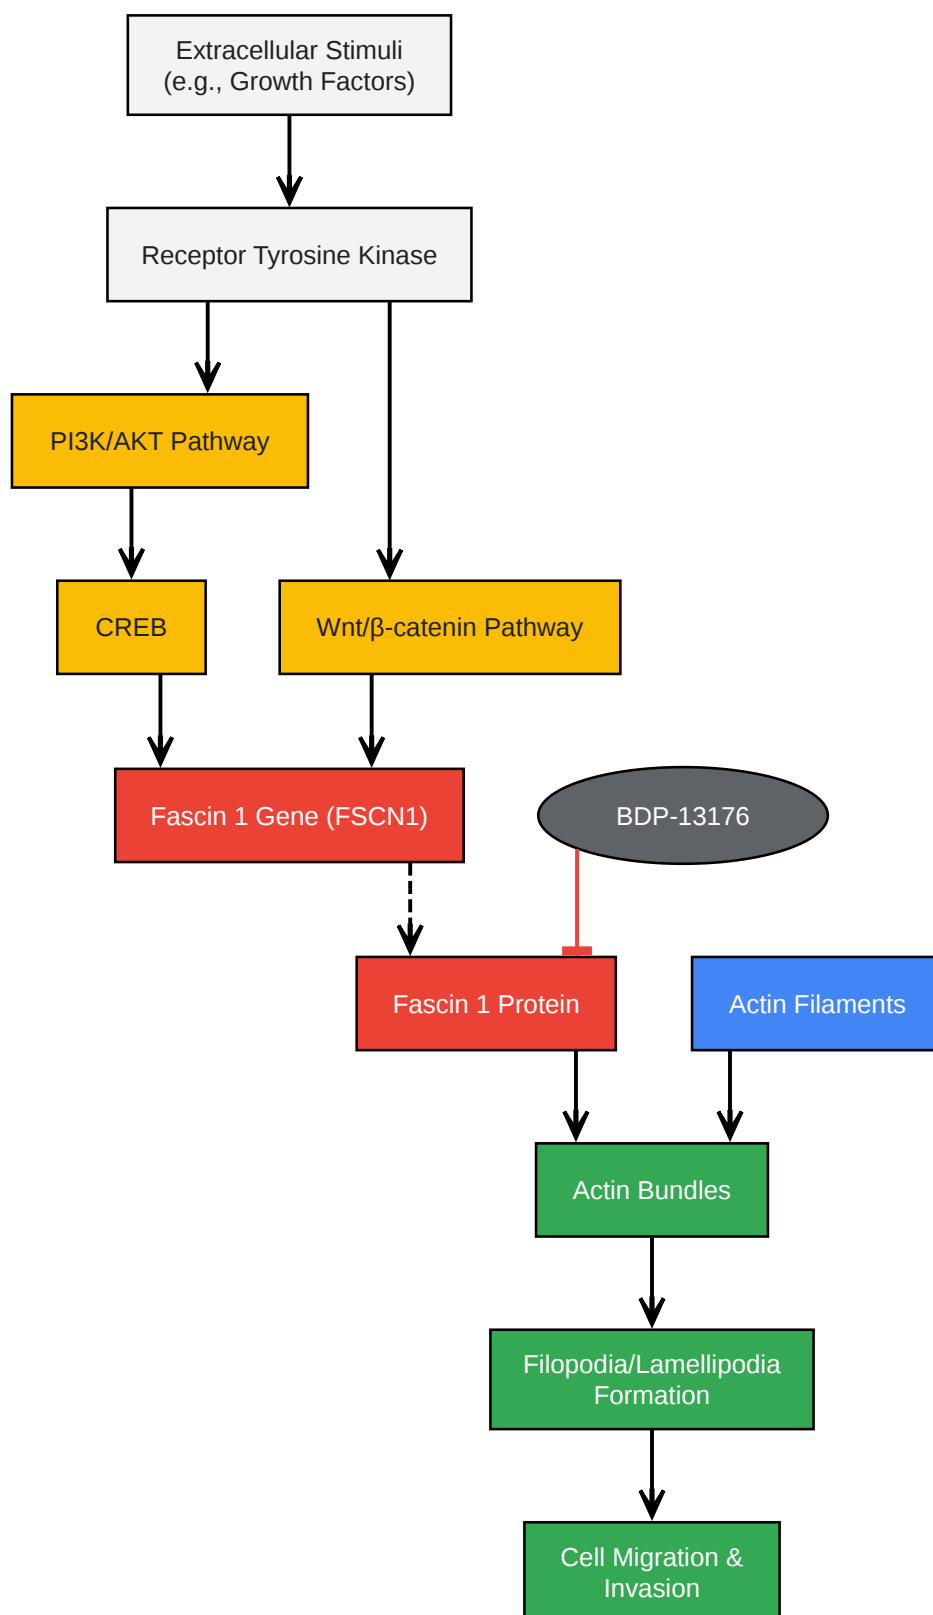 Extracellular Stimuli
(e.g., Growth Factors)
Receptor Tyrosine Kinase
PI3K/AKT Pathway
CREB
Wnt/β-catenin Pathway
Fascin 1 Gene (FSCN1)
BDP-13176
Fascin 1 Protein
Actin Filaments
Actin Bundles
Filopodia/Lamellipodia
Formation
Cell Migration &
Invasion